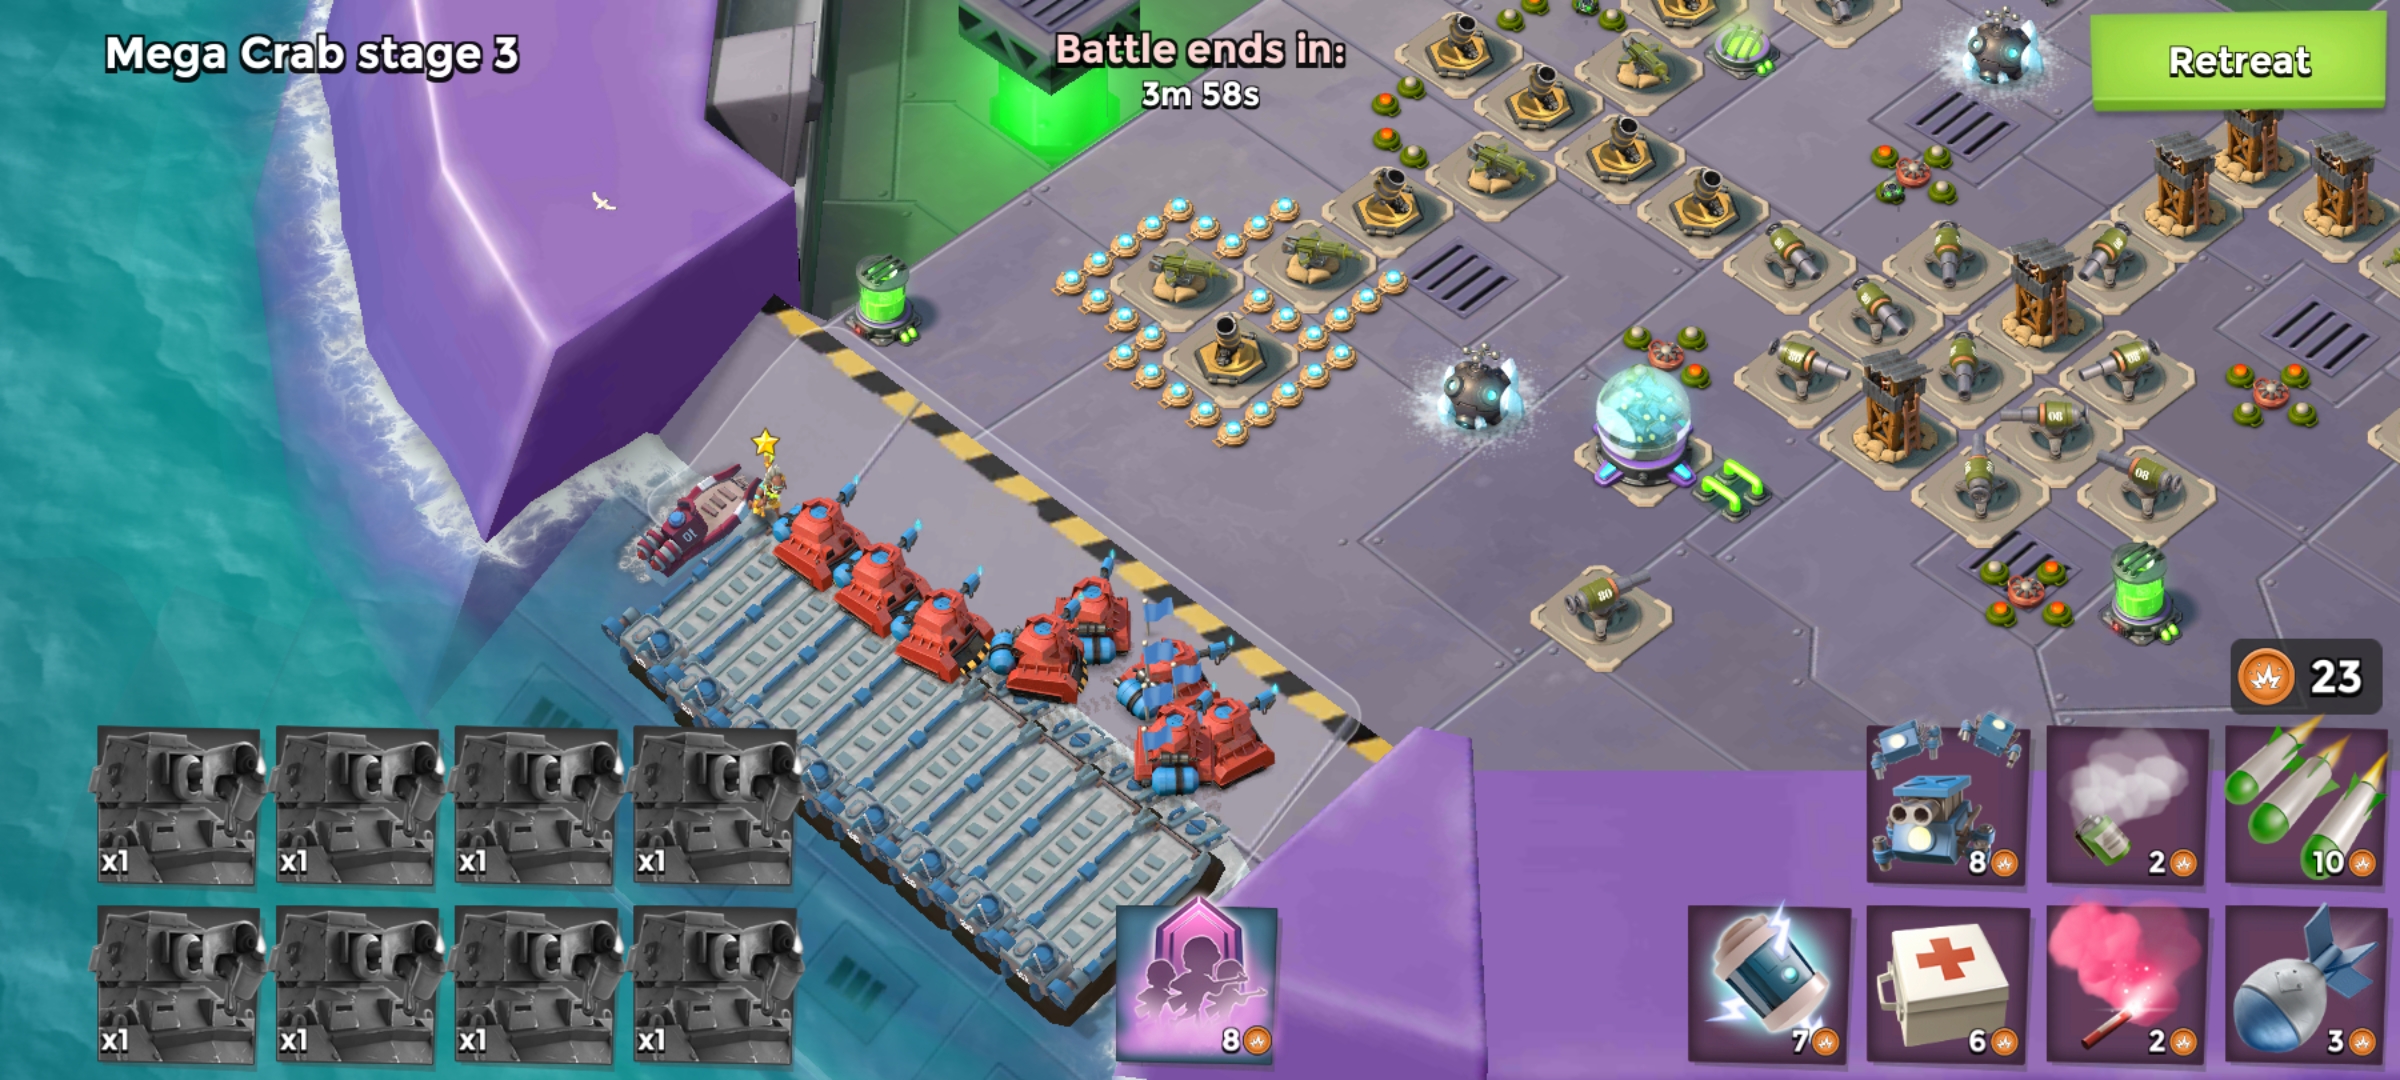 Mega Crab stage 3
Battle ends in:
3m 58s
Retreat
23
x1
x1
x1
x1
8
2
10
x1
x1
x1
x1
8
7
6
2
3